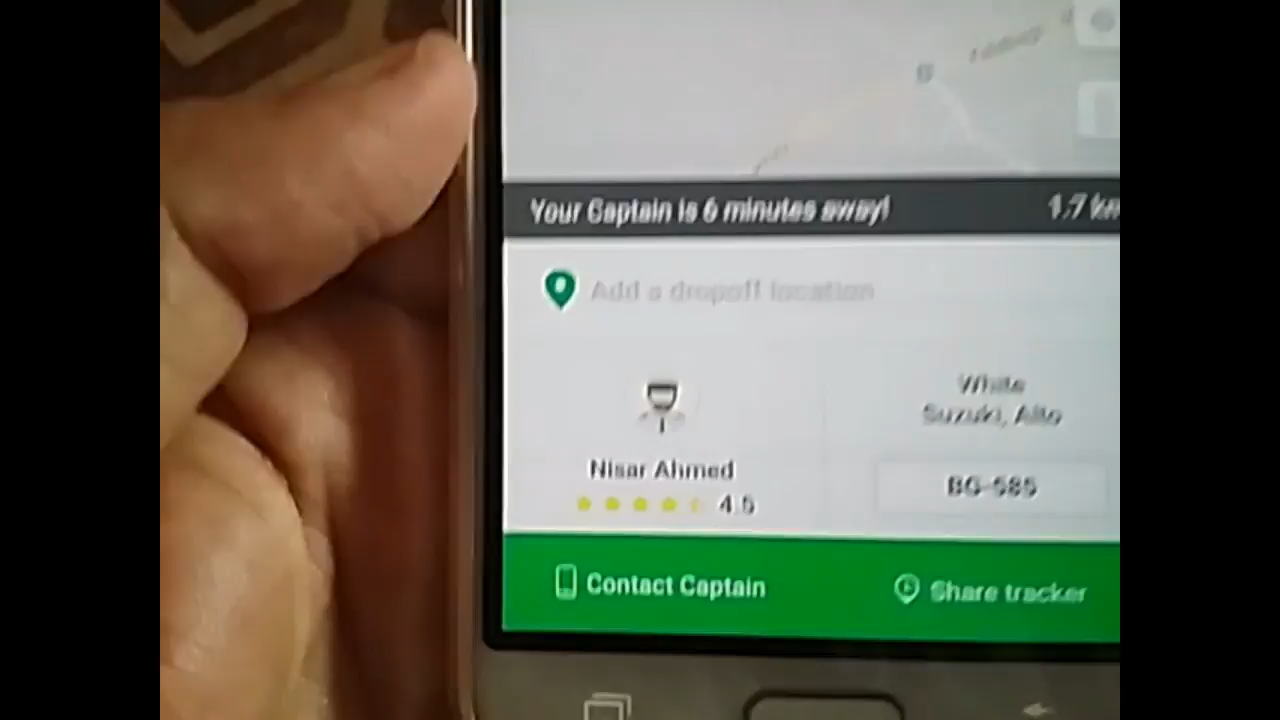 Your Captain is 6 minutes away!
1.7 km
Add a dropoff location
White
Suzuki, Alto
Nisar Ahmed
BG-585
4.5
Contact Captain
Share tracker